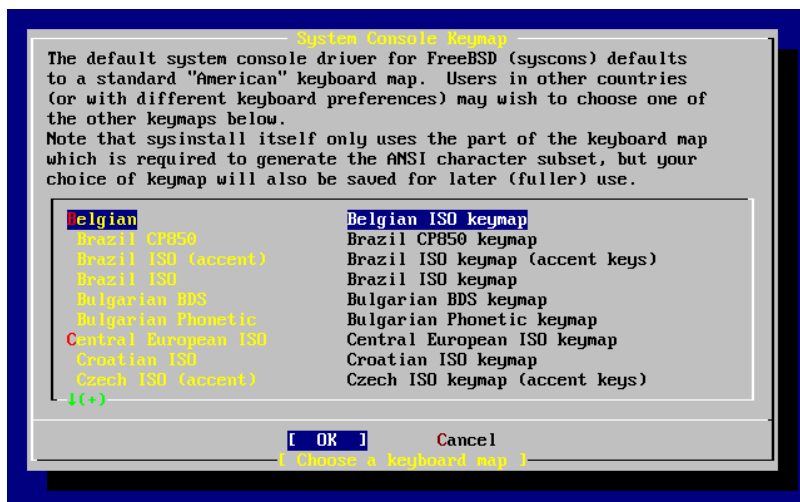 System Console Keymap
The default system console driver for FreeBSD (syscons) defaults
to a standard "American" keyboard map.  Users in other countries
(or with different keyboard preferences) may wish to choose one of
the other keymaps below.
Note that sysinstall itself only uses the part of the keyboard map
which is required to generate the ANSI character subset, but your
choice of keymap will also be saved for later (fuller) use.
Belgian Belgian ISO keymap
Brazil CP850 Brazil CP850 keymap
Brazil ISO (accent) Brazil ISO keymap (accent keys)
Brazil ISO Brazil ISO keymap
Bulgarian BDS Bulgarian BDS keymap
Bulgarian Phonetic Bulgarian Phonetic keymap
Central European ISO Central European ISO keymap
Croatian ISO Croatian ISO keymap
Czech ISO (accent) Czech ISO keymap (accent keys)
↓(+)
[ OK ] Cancel
[ Choose a keyboard map ]